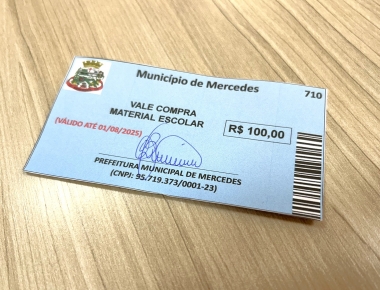 Município de Mercedes
710
VALE COMPRA
MATERIAL ESCOLAR
(VÁLIDO ATÉ 01/08/2025)
R$ 100,00
PREFEITURA MUNICIPAL DE MERCEDES
(CNPJ: 95.719.373/0001-23)